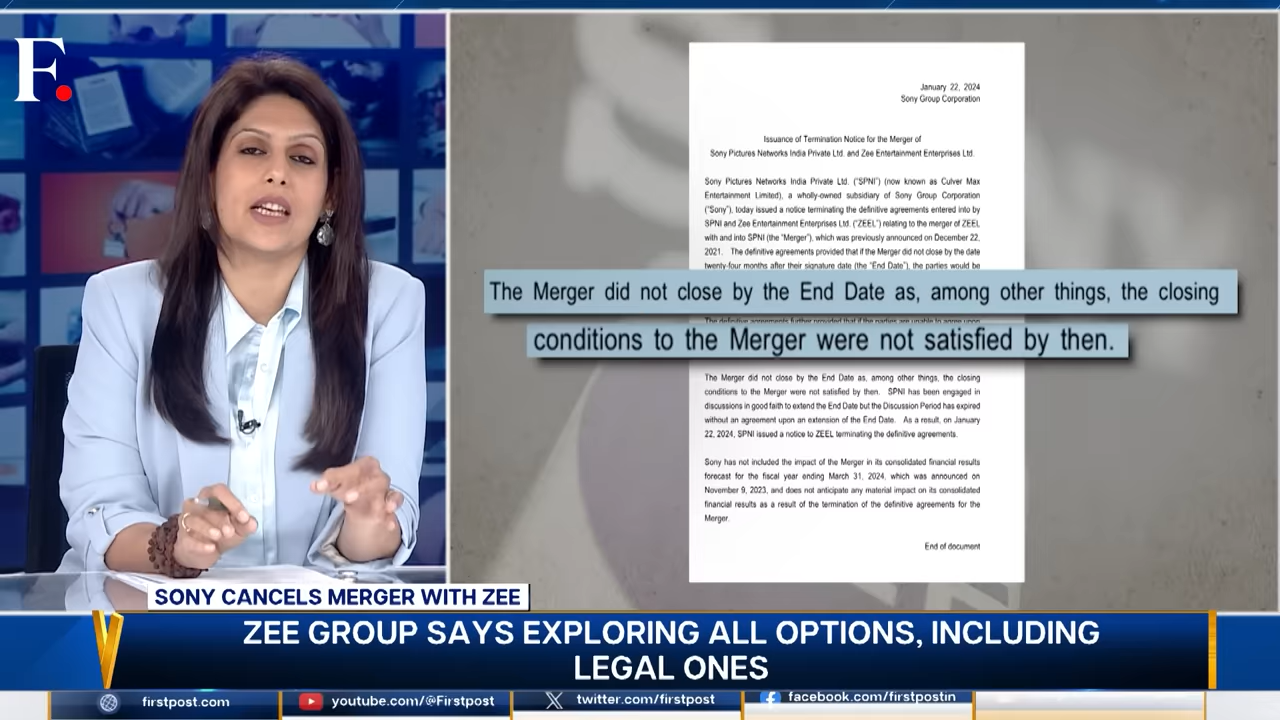 F.
January 22, 2024
Sony Group Corporation
Issuance of Termination Notice for the Merger of
Sony Pictures Networks India Private Ltd. and Zee Entertainment Enterprises Ltd.
Sony Pictures Networks India Private Ltd. ("SPNI") (now known as Culver Max
Entertainment Limited), a wholly-owned subsidiary of Sony Group Corporation
("Sony"), today issued a notice terminating the definitive agreements entered into by
SPNI and Zee Entertainment Enterprises Ltd. ("ZEEL") relating to the merger of ZEEL
with and into SPNI (the "Merger"), which was previously announced on December 22,
2021. The definitive agreements provided that if the Merger did not close by the date
twenty-four months after their signature date (the "End Date"), the parties would be
The Merger did not close by the End Date as, among other things, the closing
conditions to the Merger were not satisfied by then.
The Merger did not close by the End Date as, among other things, the closing
conditions to the Merger were not satisfied by then. SPNI has been engaged in
discussions in good faith to extend the End Date but the Discussion Period has expired
without an agreement upon an extension of the End Date. As a result, on January
22, 2024, SPNI issued a notice to ZEEL terminating the definitive agreements.
Sony has not included the impact of the Merger in its consolidated financial results
forecast for the fiscal year ending March 31, 2024, which was announced on
November 9, 2023, and does not anticipate any material impact on its consolidated
financial results as a result of the termination of the definitive agreements for the
Merger.
End of document
SONY CANCELS MERGER WITH ZEE
ZEE GROUP SAYS EXPLORING ALL OPTIONS, INCLUDING
LEGAL ONES
firstpost.com
youtube.com/@Firstpost
twitter.com/firstpost
facebook.com/firstpostin